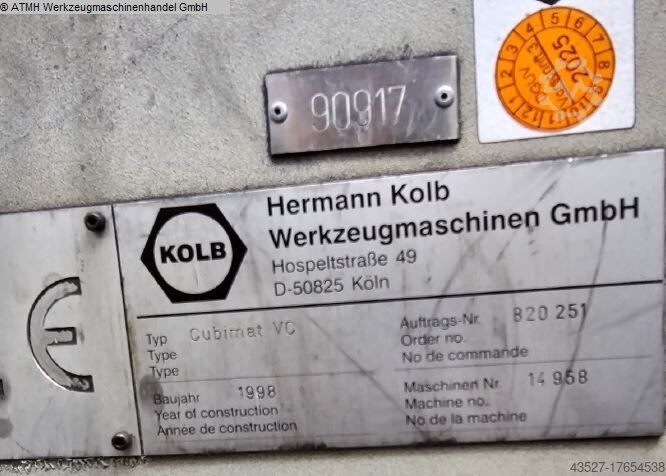 © ATMH Werkzeugmaschinenhandel GmbH
90917
2025
Hermann Kolb
Werkzeugmaschinen GmbH
Hospeltstraße 49
D-50825 Köln
KOLB
Typ Cubimat VC
Type
Type
Auftrags-Nr. 820 251
Order no.
No de commande
Baujahr 1998
Year of construction
Année de construction
Maschinen Nr. 14 958
Machine no.
No de la machine
CE
43527-17654538